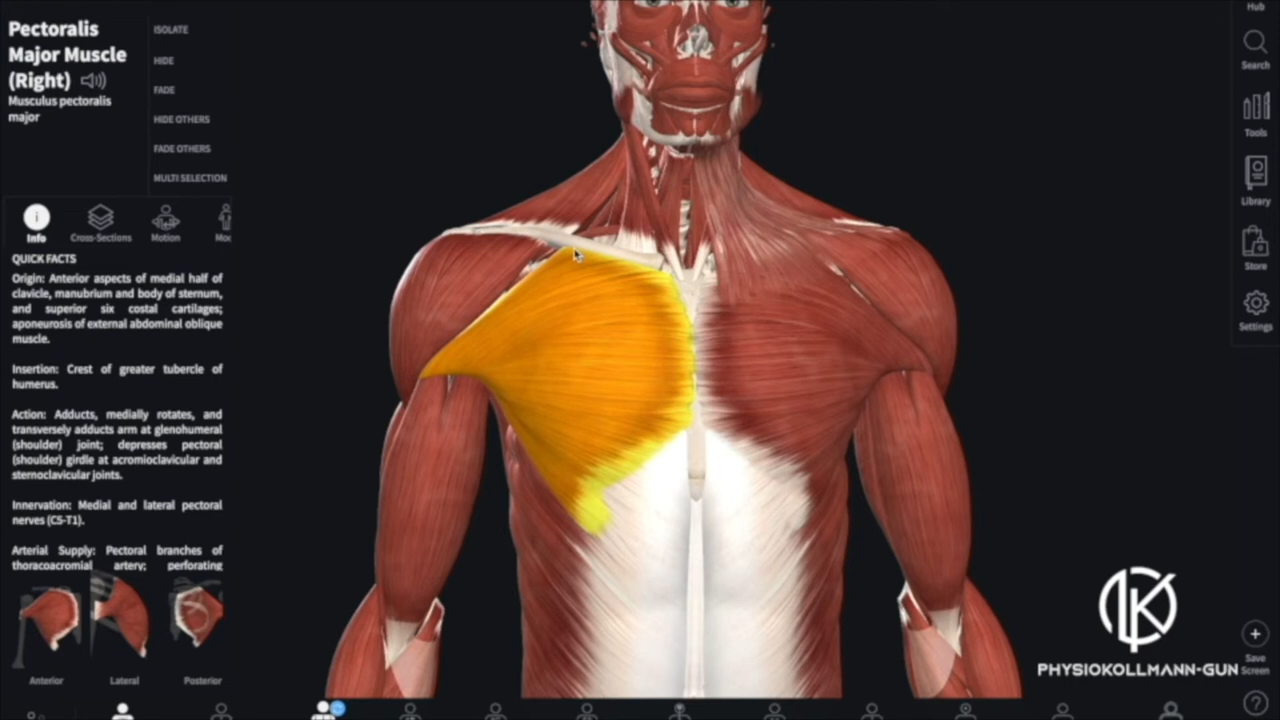 Pectoralis
Major Muscle
(Right)
Musculus pectoralis
major
ISOLATE
HIDE
FADE
HIDE OTHERS
FADE OTHERS
MULTI SELECTION
Info
Cross-Sections
Motion
QUICK FACTS
Origin: Anterior aspects of medial half of
clavicle, manubrium and body of sternum,
and superior six costal cartilages;
aponeurosis of external abdominal oblique
muscle.
Insertion: Crest of greater tubercle of
humerus.
Action: Adducts, medially rotates, and
transversely adducts arm at glenohumeral
(shoulder) joint; depresses pectoral
(shoulder) girdle at acromioclavicular and
sternoclavicular joints.
Innervation: Medial and lateral pectoral
nerves (C5-T1).
Arterial Supply: Pectoral branches of
thoracoacromial artery; perforating
Anterior
Lateral
Posterior
Hub
Search
Tools
Library
Store
Settings
PHYSIOKOLLMANN-GUN
Save
Screen